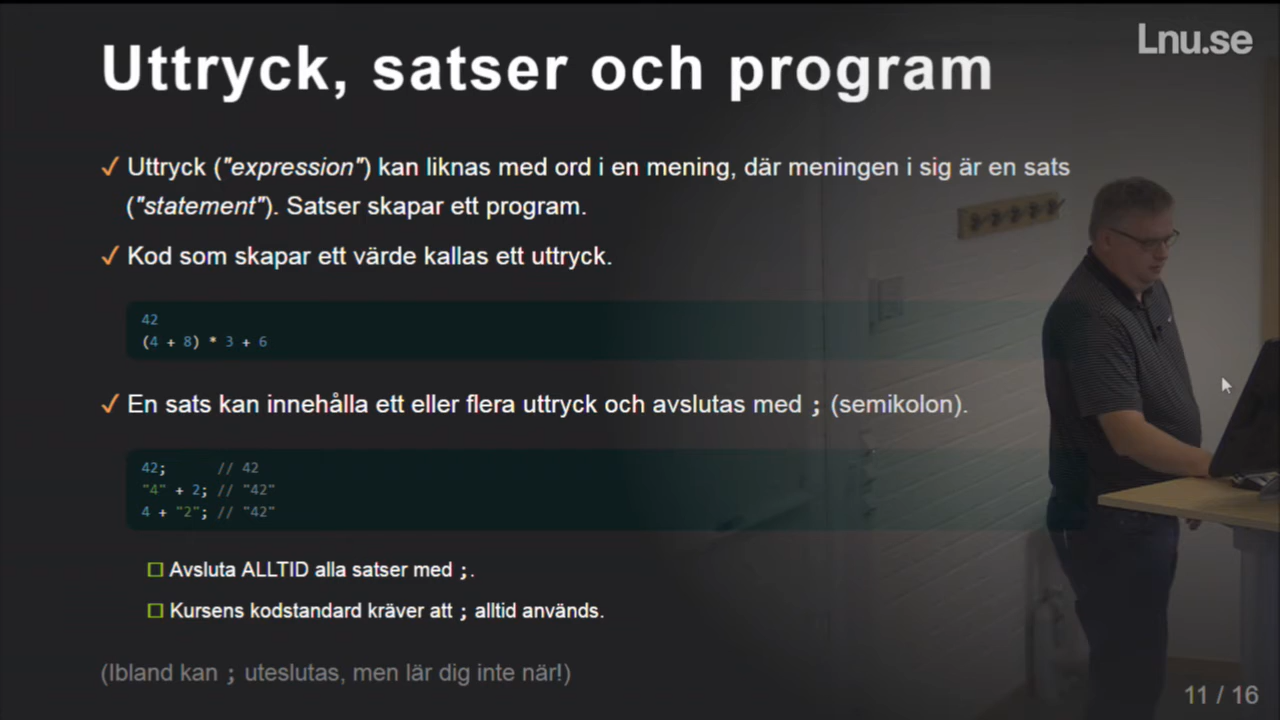 Lnu.se
Uttryck, satser och program
✓ Uttryck ("expression") kan liknas med ord i en mening, där meningen i sig är en sats
("statement"). Satser skapar ett program.
✓ Kod som skapar ett värde kallas ett uttryck.
42
(4 + 8) * 3 + 6
✓ En sats kan innehålla ett eller flera uttryck och avslutas med ; (semikolon).
42; // 42
"4" + 2; // "42"
4 + "2"; // "42"
□ Avsluta ALLTID alla satser med ;.
□ Kursens kodstandard kräver att ; alltid används.
(Ibland kan ; uteslutas, men lär dig inte när!)
11 / 16